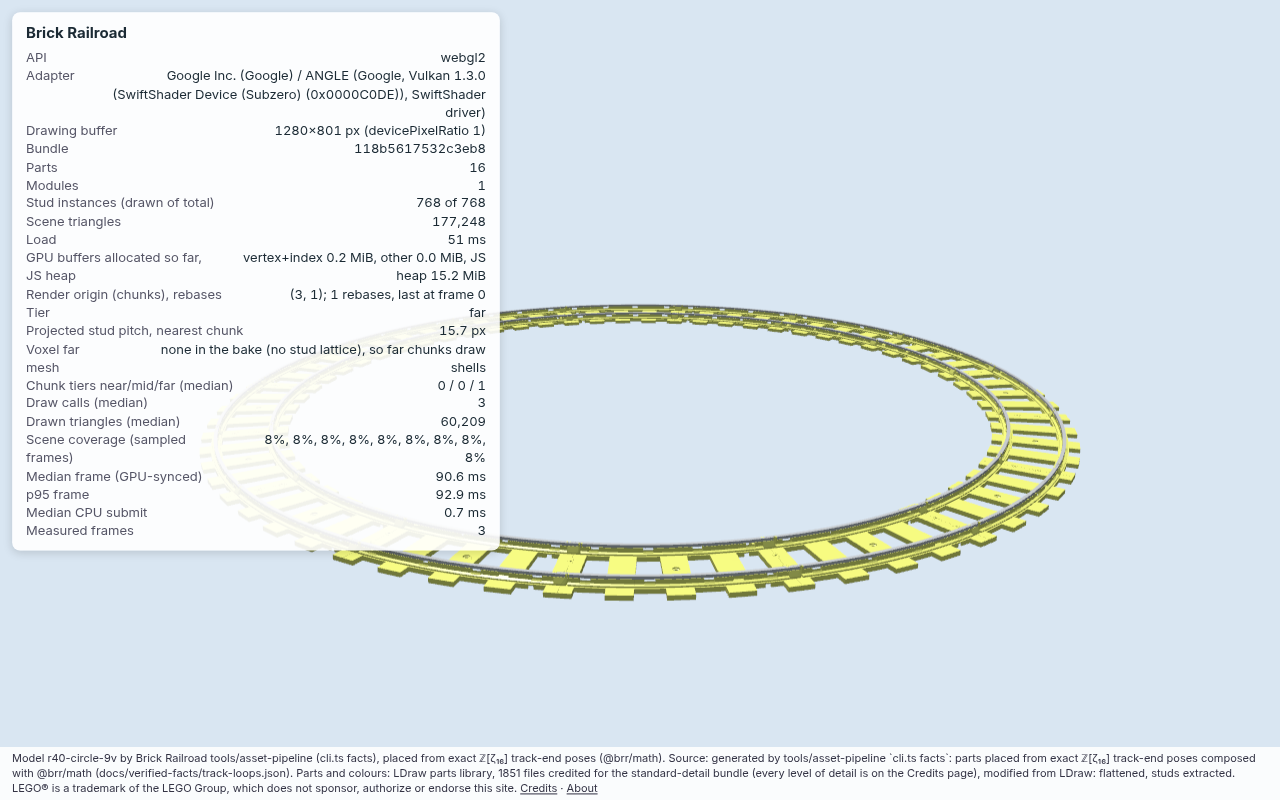 Brick Railroad
API webgl2
Adapter Google Inc. (Google) / ANGLE (Google, Vulkan 1.3.0
(SwiftShader Device (Subzero) (0x0000C0DE)), SwiftShader
driver)
Drawing buffer 1280×801 px (devicePixelRatio 1)
Bundle 118b5617532c3eb8
Parts 16
Modules 1
Stud instances (drawn of total) 768 of 768
Scene triangles 177,248
Load 51 ms
GPU buffers allocated so far, vertex+index 0.2 MiB, other 0.0 MiB, JS
JS heap heap 15.2 MiB
Render origin (chunks), rebases (3, 1); 1 rebases, last at frame 0
Tier far
Projected stud pitch, nearest chunk 15.7 px
Voxel far none in the bake (no stud lattice), so far chunks draw
mesh shells
Chunk tiers near/mid/far (median) 0 / 0 / 1
Draw calls (median) 3
Drawn triangles (median) 60,209
Scene coverage (sampled 8%, 8%, 8%, 8%, 8%, 8%, 8%, 8%,
frames) 8%
Median frame (GPU-synced) 90.6 ms
p95 frame 92.9 ms
Median CPU submit 0.7 ms
Measured frames 3
Model r40-circle-9v by Brick Railroad tools/asset-pipeline (cli.ts facts), placed from exact ℤ[ζ₁₆] track-end poses (@brr/math). Source: generated by tools/asset-pipeline `cli.ts facts`: parts placed from exact ℤ[ζ₁₆] track-end poses composed
with @brr/math (docs/verified-facts/track-loops.json). Parts and colours: LDraw parts library, 1851 files credited for the standard-detail bundle (every level of detail is on the Credits page), modified from LDraw: flattened, studs extracted.
LEGO® is a trademark of the LEGO Group, which does not sponsor, authorize or endorse this site. Credits · About